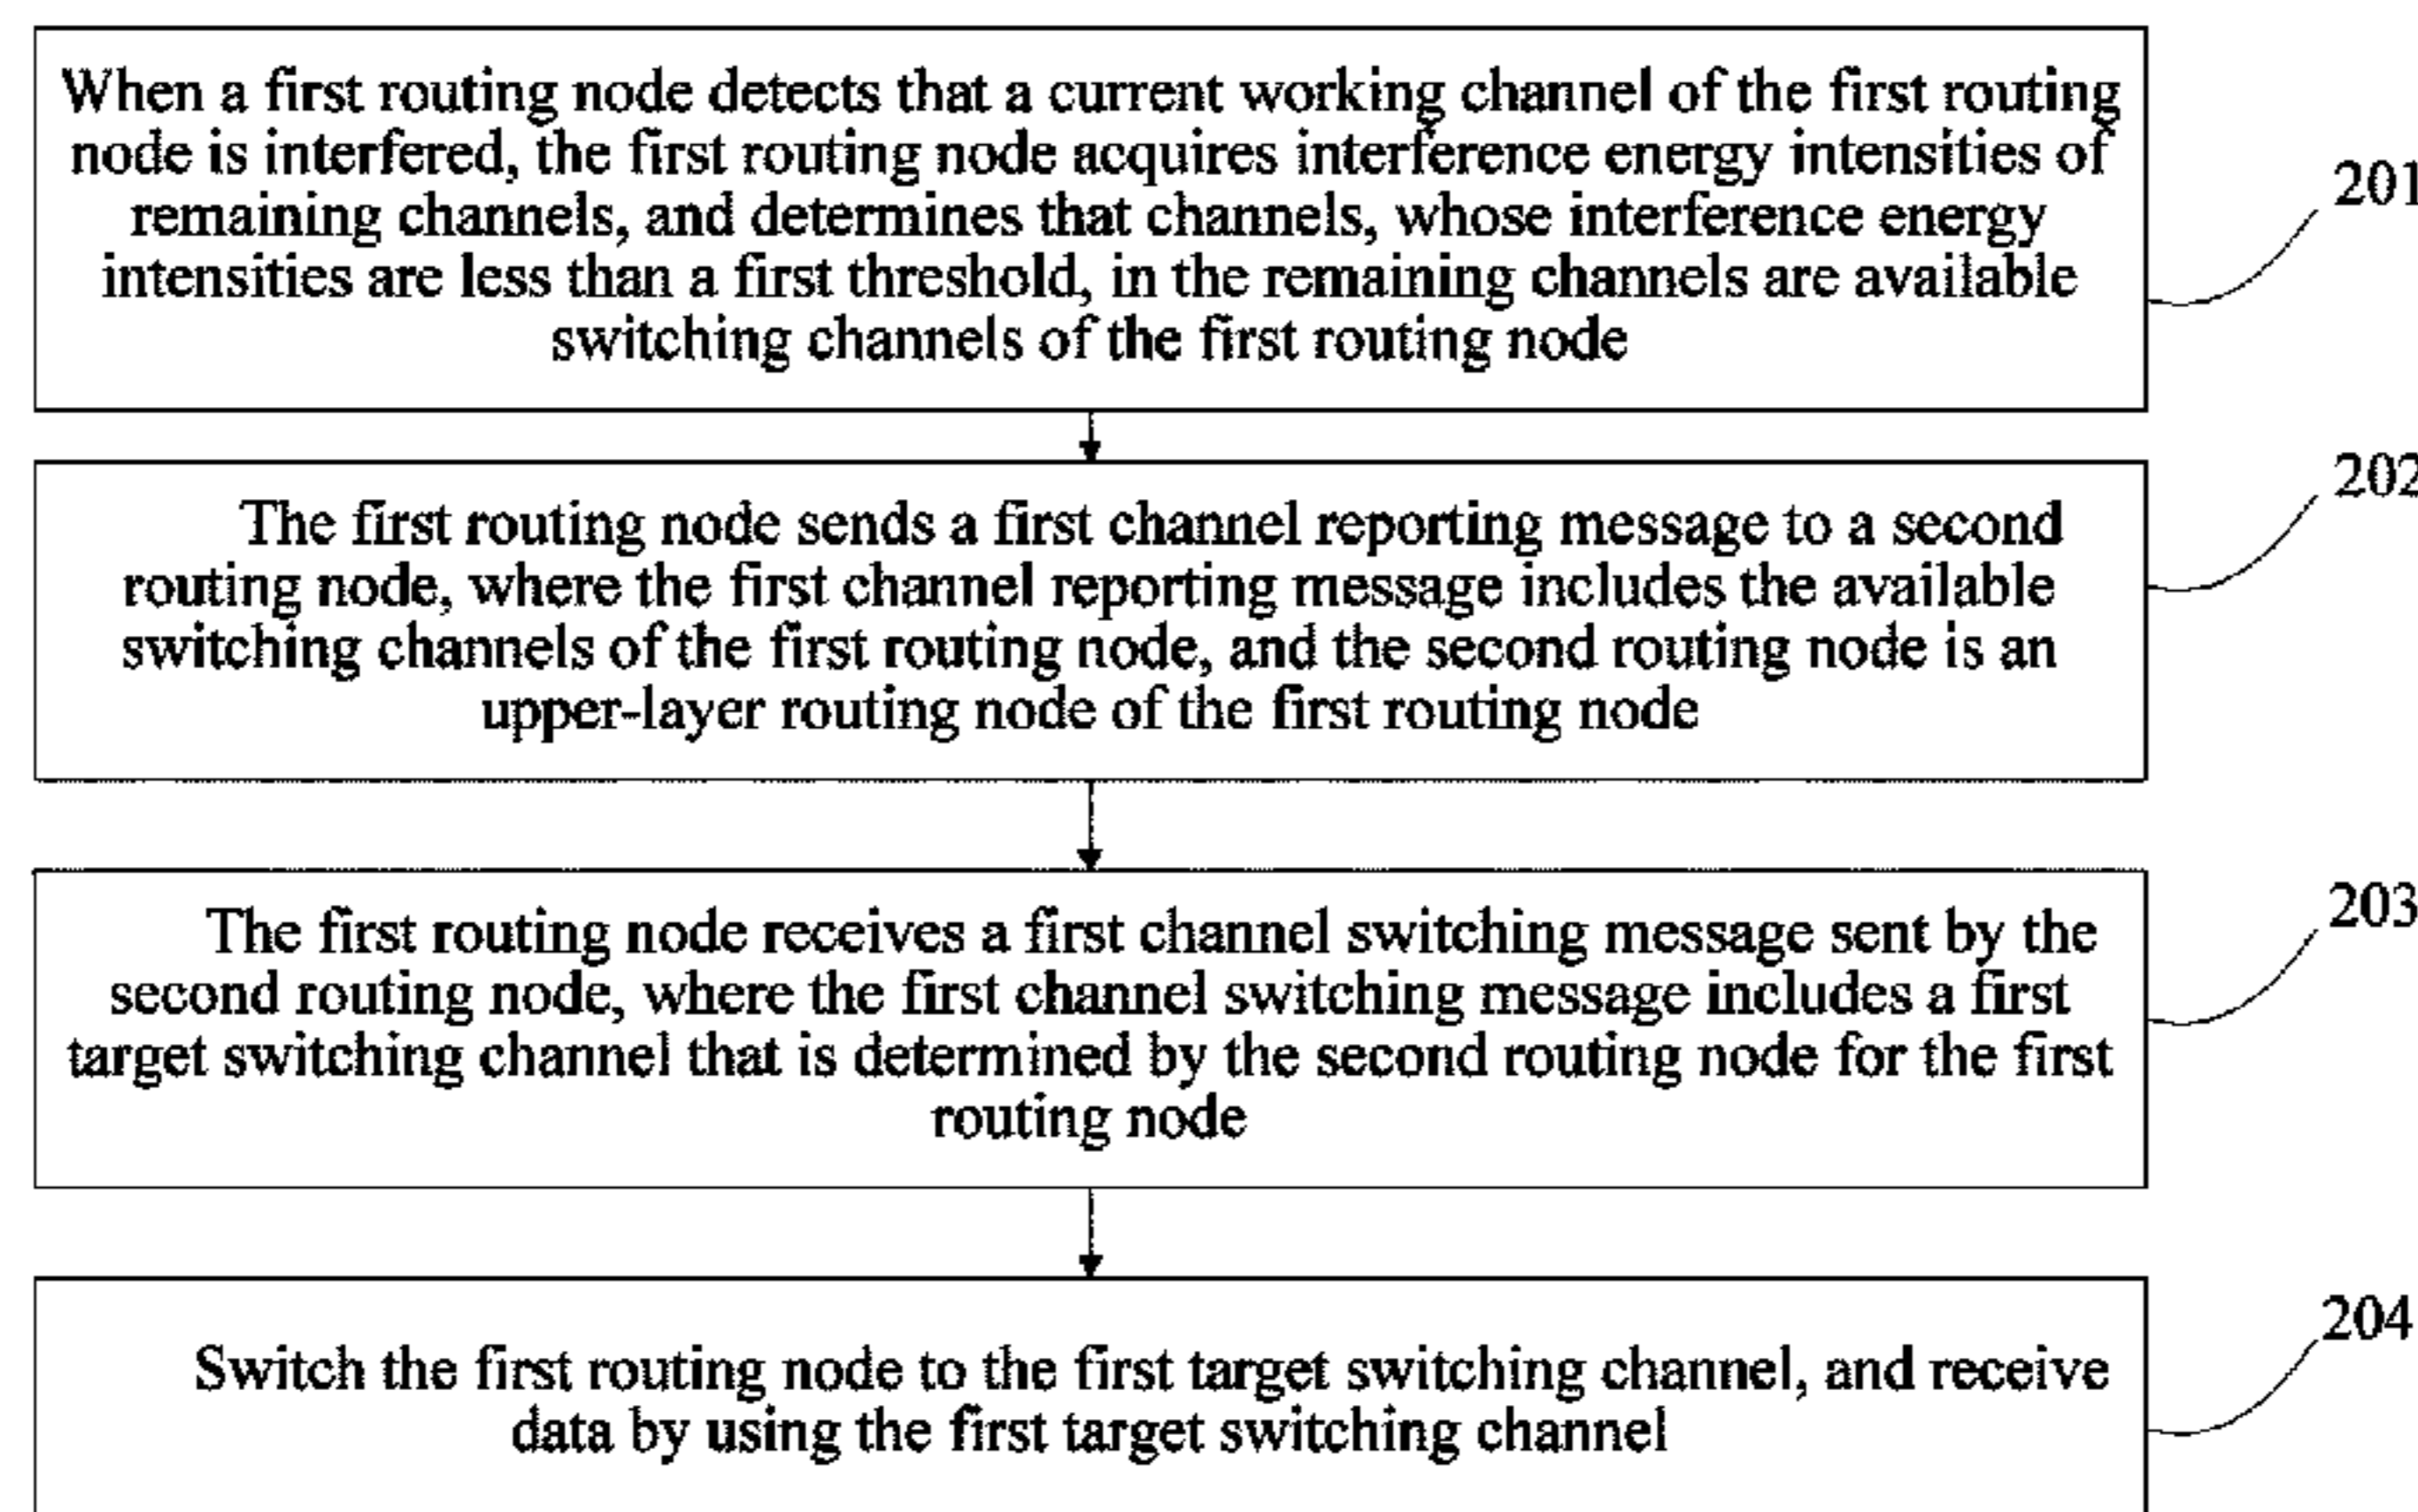 When a first routing node detects that a current working channel of the first routing
node is interfered, the first routing node acquires interference energy intensities of
remaining channels, and determines that channels, whose interference energy
intensities are less than a first threshold, in the remaining channels are available
switching channels of the first routing node
201
The first routing node sends a first channel reporting message to a second
routing node, where the first channel reporting message includes the available
switching channels of the first routing node, and the second routing node is an
upper-layer routing node of the first routing node
202
The first routing node receives a first channel switching message sent by the
second routing node, where the first channel switching message includes a first
target switching channel that is determined by the second routing node for the first
routing node
203
Switch the first routing node to the first target switching channel, and receive
data by using the first target switching channel
204